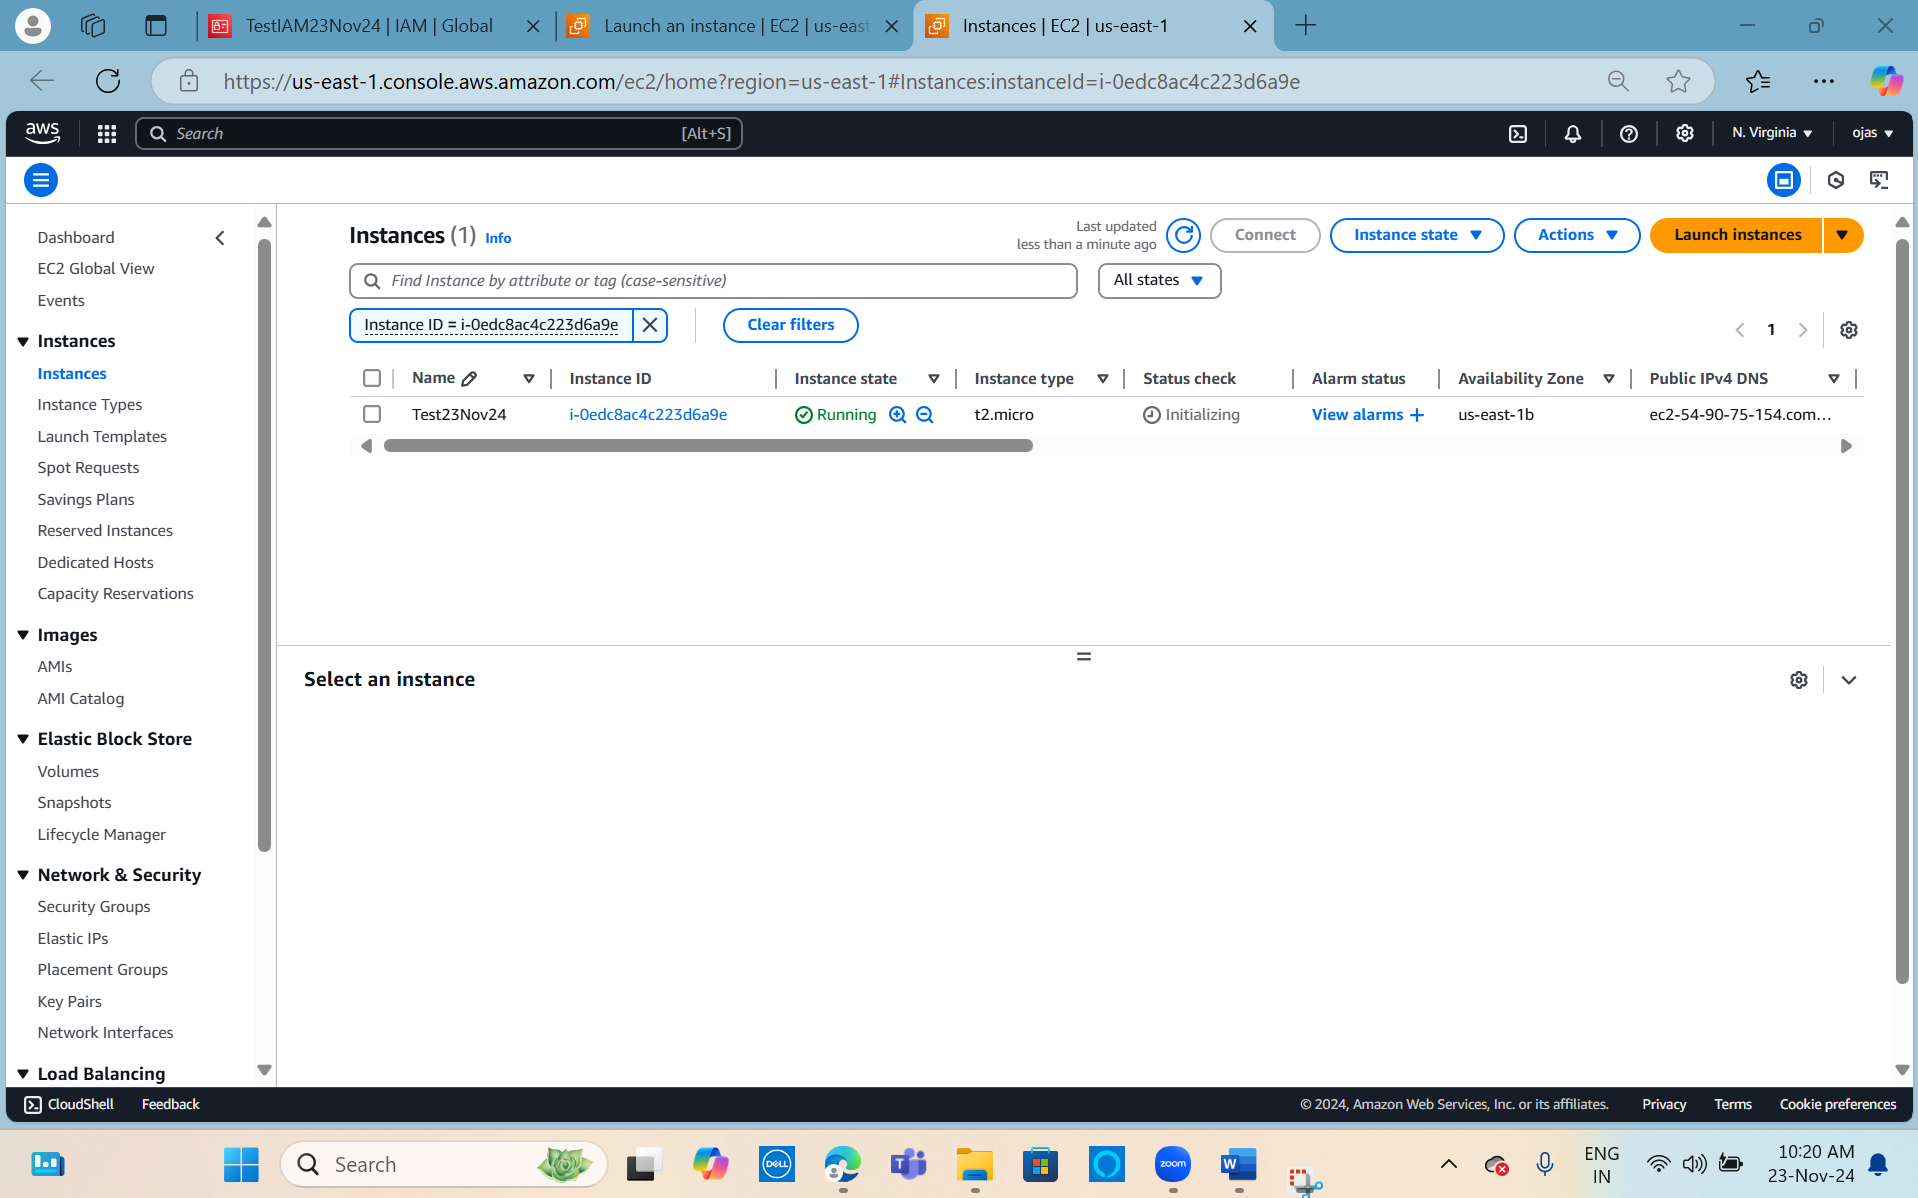 TestIAM23Nov24 | IAM | Global
Launch an instance | EC2 | us-east
Instances | EC2 | us-east-1
https://us-east-1.console.aws.amazon.com/ec2/home?region=us-east-1#Instances:instanceId=i-0edc8ac4c223d6a9e
aws
Search
[Alt+S]
N. Virginia
ojas
Dashboard
EC2 Global View
Events
Instances
Instances
Instance Types
Launch Templates
Spot Requests
Savings Plans
Reserved Instances
Dedicated Hosts
Capacity Reservations
Images
AMIs
AMI Catalog
Elastic Block Store
Volumes
Snapshots
Lifecycle Manager
Network & Security
Security Groups
Elastic IPs
Placement Groups
Key Pairs
Network Interfaces
Load Balancing
Instances (1) Info
Last updated
less than a minute ago
Connect
Instance state
Actions
Launch instances
Find Instance by attribute or tag (case-sensitive)
All states
Instance ID = i-0edc8ac4c223d6a9e
Clear filters
1
Name Instance ID Instance state Instance type Status check Alarm status Availability Zone Public IPv4 DNS
Test23Nov24 i-0edc8ac4c223d6a9e Running t2.micro Initializing View alarms + us-east-1b ec2-54-90-75-154.com...
Select an instance
CloudShell Feedback
© 2024, Amazon Web Services, Inc. or its affiliates. Privacy Terms Cookie preferences
Search
DELL
zoom
W
ENG
IN
10:20 AM
23-Nov-24